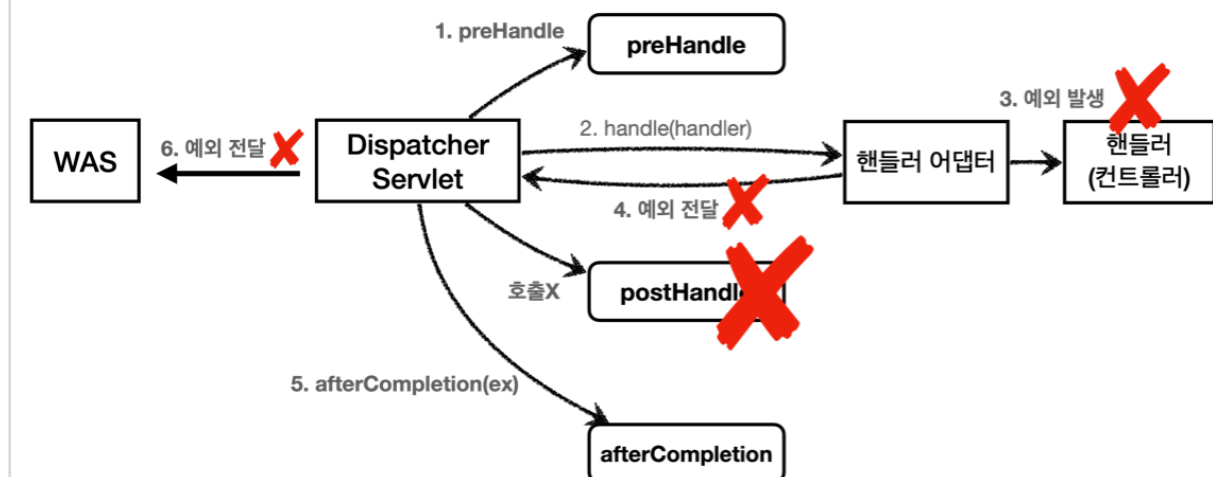 1. preHandle
preHandle
3. 예외 발생
WAS
6. 예외 전달
Dispatcher
Servlet
2. handle(handler)
4. 예외 전달
핸들러 어댑터
핸들러
(컨트롤러)
호출X
postHandle
5. afterCompletion(ex)
afterCompletion